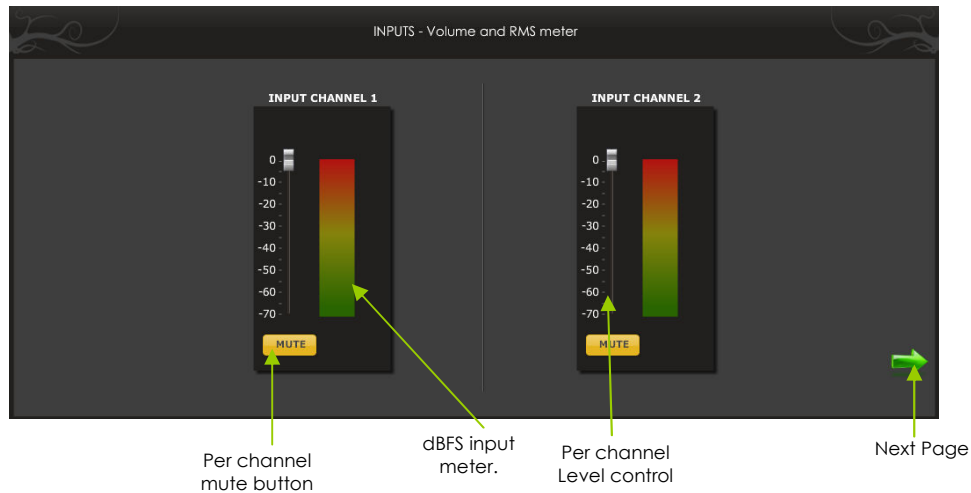 INPUTS - Volume and RMS meter
INPUT CHANNEL 1
0
-10
-20
-30
-40
-50
-60
-70
MUTE
INPUT CHANNEL 2
0
-10
-20
-30
-40
-50
-60
-70
MUTE
Per channel
mute button
dBFS input
meter.
Per channel
Level control
Next Page